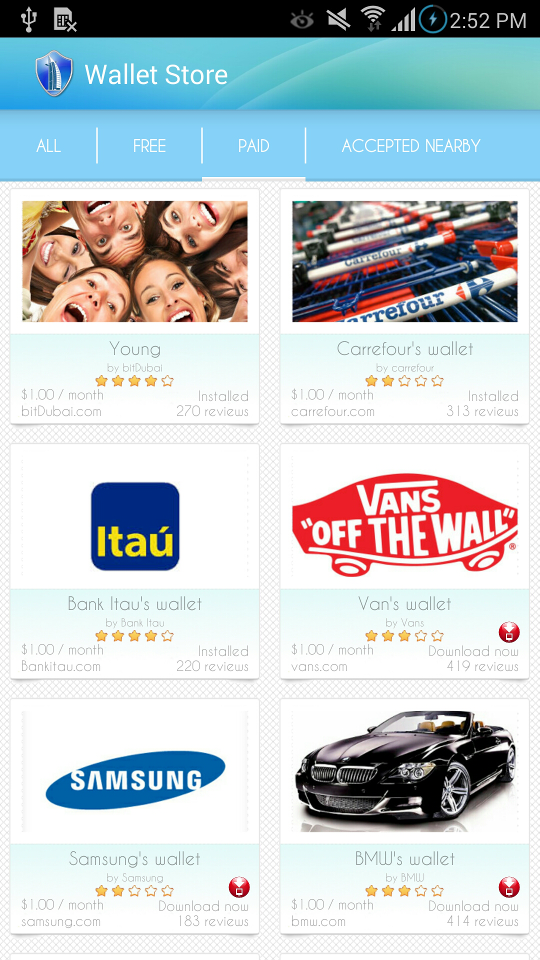 2:52 PM
Wallet Store
ALL
FREE
PAID
ACCEPTED NEARBY
Carrefour
Carrefour
Young
by bitDubai
$1.00 / month
Installed
bitDubai.com
270 reviews
Carrefour's wallet
by carrefour
$1.00 / month
Installed
carrefour.com
313 reviews
Itaú
Bank Itau's wallet
by Bank Itau
$1.00 / month
Installed
Bankitau.com
220 reviews
VANS
"OFF THE WALL"
®
Van's wallet
by Vans
$1.00 / month
Download now
vans.com
419 reviews
SAMSUNG
Samsung's wallet
by Samsung
$1.00 / month
Download now
samsung.com
183 reviews
BMW's wallet
by BMW
$1.00 / month
Download now
bmw.com
414 reviews